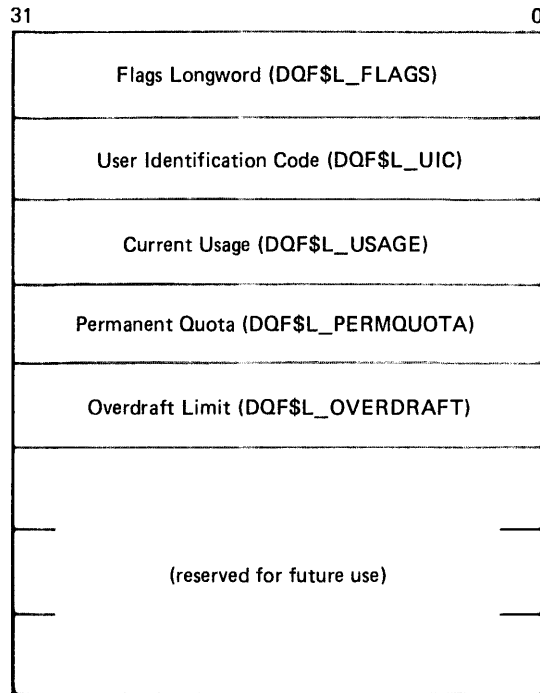 31 0
Flags Longword (DQF$L_FLAGS)
User Identification Code (DQF$L_UIC)
Current Usage (DQF$L_USAGE)
Permanent Quota (DQF$L_PERMQUOTA)
Overdraft Limit (DQF$L_OVERDRAFT)
(reserved for future use)